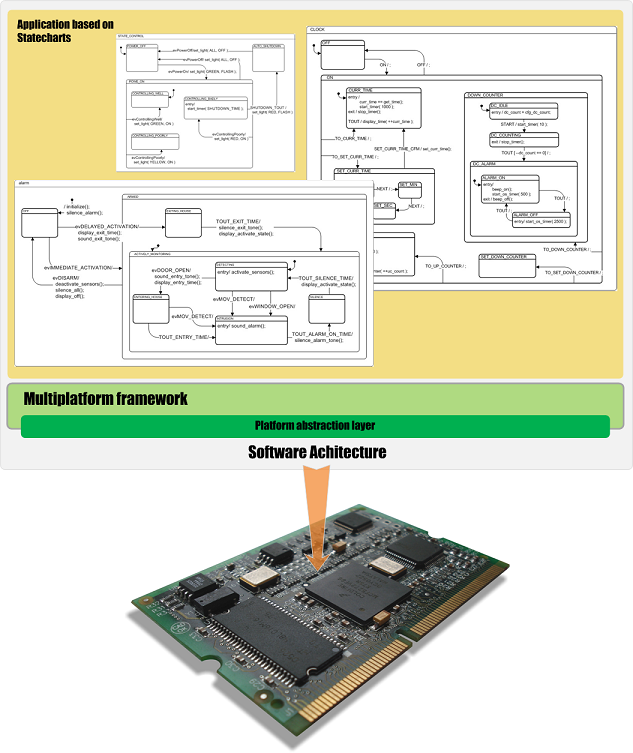 Application based on
Statecharts
STATE_CONTROL
POWER_OFF
evPowerOff/set_light( ALL, OFF );
evPowerOff/ set_light( ALL, OFF );
AUTO_SHUTDOWN
evPowerOn/ set_light( GREEN, FLASH );
POWE_ON
CONTROLLING_WELL
CONTROLLING_BADLY
entry/
start_timer( SHUTDOWN_TIME );
SHUTDOWN_TOUT /
set_light( RED, FLASH );
evControllingWell/
set_light( GREEN, ON );
CONTROLLING_POORLY
evControllingPoorly/
set_light( RED, ON );
evControllingPoorly/
set_light( YELLOW, ON );
CLOCK
OFF
ON / ;
OFF / ;
ON
CURR_TIME
entry /
curr_time += get_time();
start_timer( 1000 );
exit / stop_timer();
TOUT / display_time( ++curr_time );
TO_CURR_TIME / ;
SET_CURR_TIME_CFM / set_curr_time();
TO_SET_CURR_TIME / ;
SET_CURR_TIME
NEXT / ;
SET_MIN
SET_SEC
NEXT / ;
TO_UP_COUNTER / ;
DOWN_COUNTER
DC_IDLE
entry / dc_count = cfg_dc_count;
START / start_timer( 10 );
DC_COUNTING
exit / stop_timer();
TOUT [ --dc_count == 0] / ;
DC_ALARM
ALARM_ON
entry/
beep_on();
start_os_timer( 500 );
exit / beep_off();
TOUT / ;
TOUT / ;
ALARM_OFF
entry/ start_os_timer( 2500 );
TO_DOWN_COUNTER / ;
SET_DOWN_COUNTER
TO_SET_DOWN_COUNTER / ;
alarm
/ initialize();
silence_alarm();
OFF
ARMED
EXITING_HOUSE
evDELAYED_ACTIVATION/
display_exit_time();
sound_exit_tone();
TOUT_EXIT_TIME/
silence_exit_tone();
display_activate_state();
evIMMEDIATE_ACTIVATION/
evDISARM/
deactivate_sensors();
silence_all();
display_off();
ACTIVELY_MONITORING
DETECTING
entry/ activate_sensors();
evDOOR_OPEN/
sound_entry_tone();
display_entry_time();
TOUT_SILENCE_TIME/
display_activate_state();
ENTERING_HOUSE
evMOV_DETECT/
evWINDOW_OPEN/
SILENCE
evMOV_DETECT/
INTRUSION
entry/ sound_alarm();
TOUT_ENTRY_TIME/
TOUT_ALARM_ON_TIME/
silence_alarm_tone();
Multiplatform framework
Platform abstraction layer
Software Achitecture